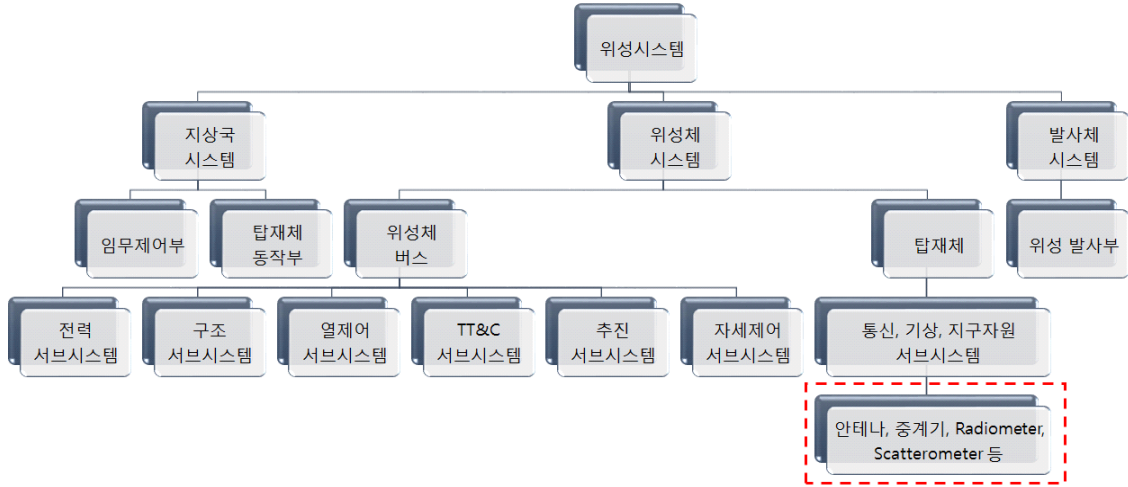 위성시스템
지상국
시스템
위성체
시스템
발사체
시스템
임무제어부
탑재체
동작부
위성체
버스
탑재체
위성 발사부
전력
서브시스템
구조
서브시스템
열제어
서브시스템
TT&C
서브시스템
추진
서브시스템
자세제어
서브시스템
통신, 기상, 지구자원
서브시스템
안테나, 중계기, Radiometer,
Scatterometer 등